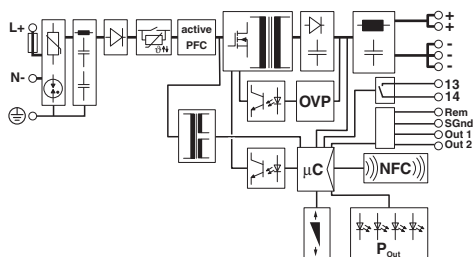 L+
N-
ϑ
active
PFC
+
+
-
-
-
OVP
13
14
Rem
SGnd
Out 1
Out 2
μC
NFC
P Out